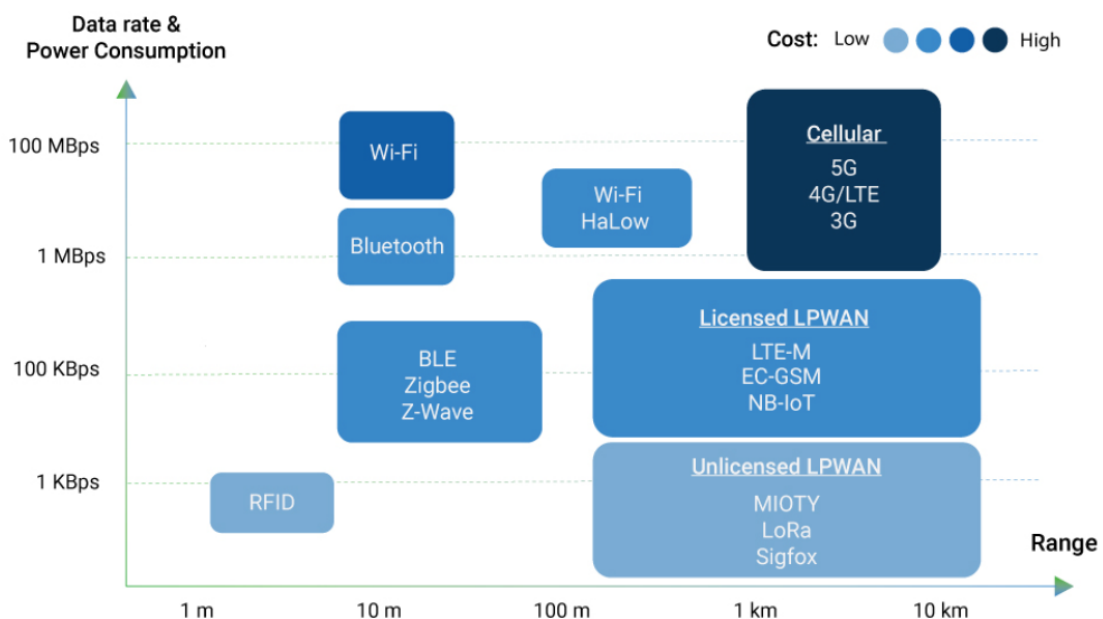 Data rate &
Power Consumption
Cost: Low High
100 MBps
1 MBps
100 KBps
1 KBps
Wi-Fi
Bluetooth
Wi-Fi
HaLow
Cellular
5G
4G/LTE
3G
BLE
Zigbee
Z-Wave
Licensed LPWAN
LTE-M
EC-GSM
NB-IoT
RFID
Unlicensed LPWAN
MIOTY
LoRa
Sigfox
Range
1 m 10 m 100 m 1 km 10 km